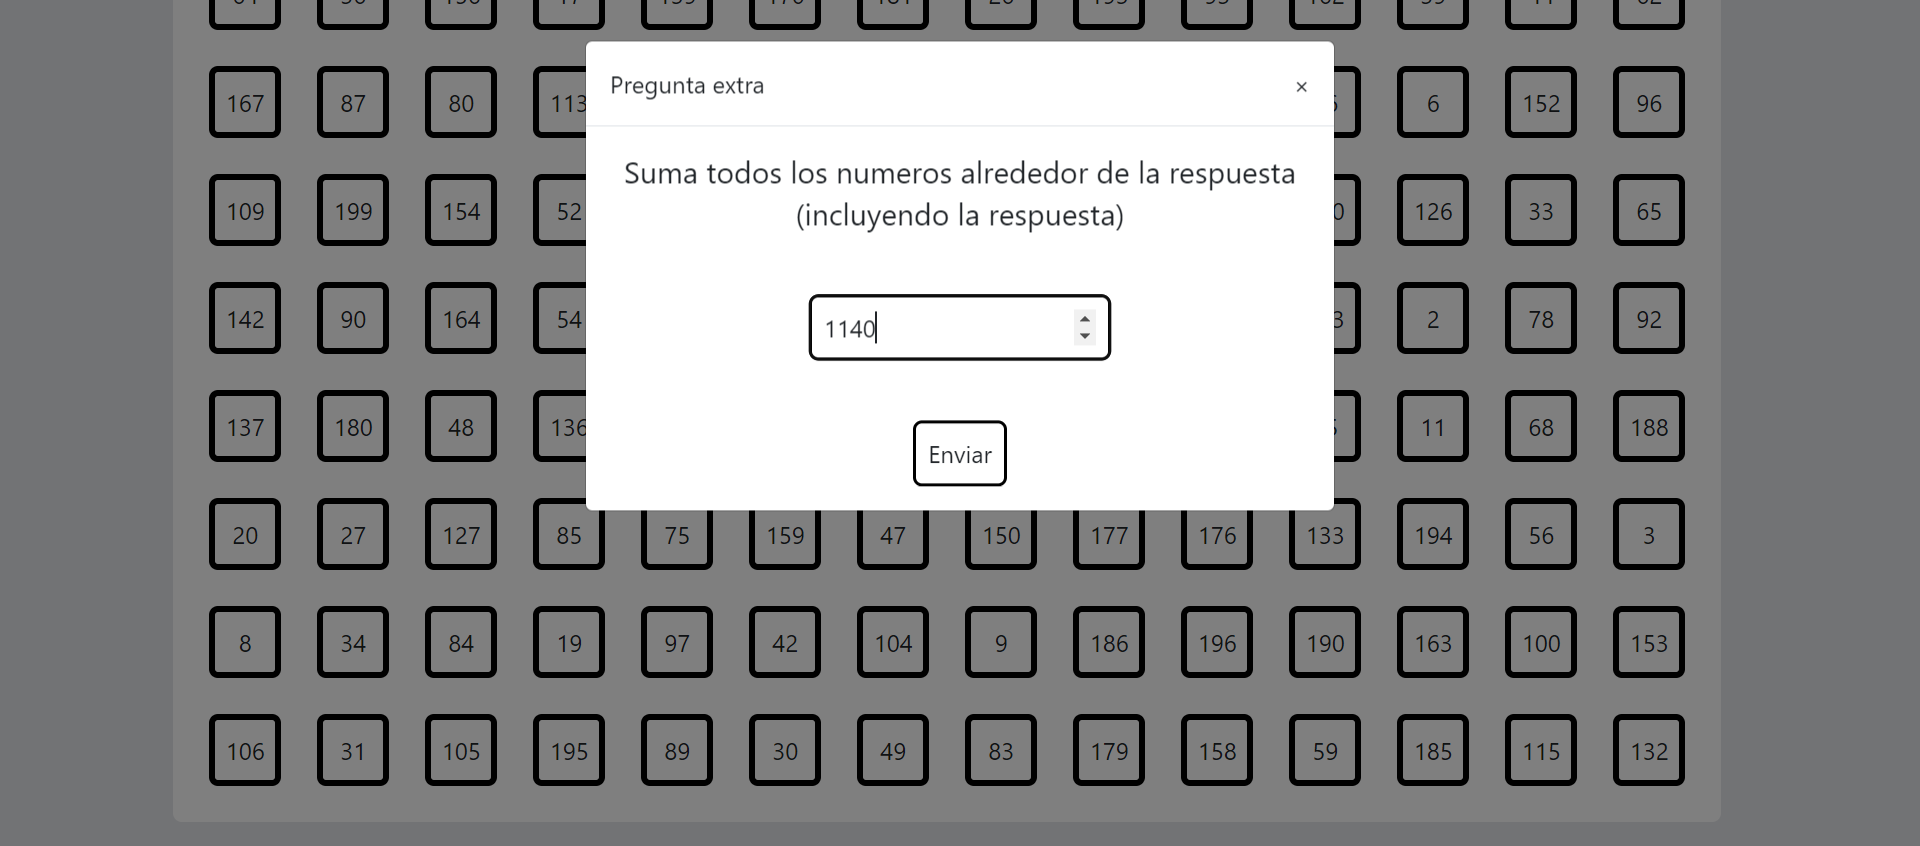 Pregunta extra ×
Suma todos los numeros alrededor de la respuesta
(incluyendo la respuesta)
1140
Enviar
167 87 80 113 6 152 96
109 199 154 52 126 33 65
142 90 164 54 2 78 92
137 180 48 136 11 68 188
20 27 127 85 75 159 47 150 177 176 133 194 56 3
8 34 84 19 97 42 104 9 186 196 190 163 100 153
106 31 105 195 89 30 49 83 179 158 59 185 115 132